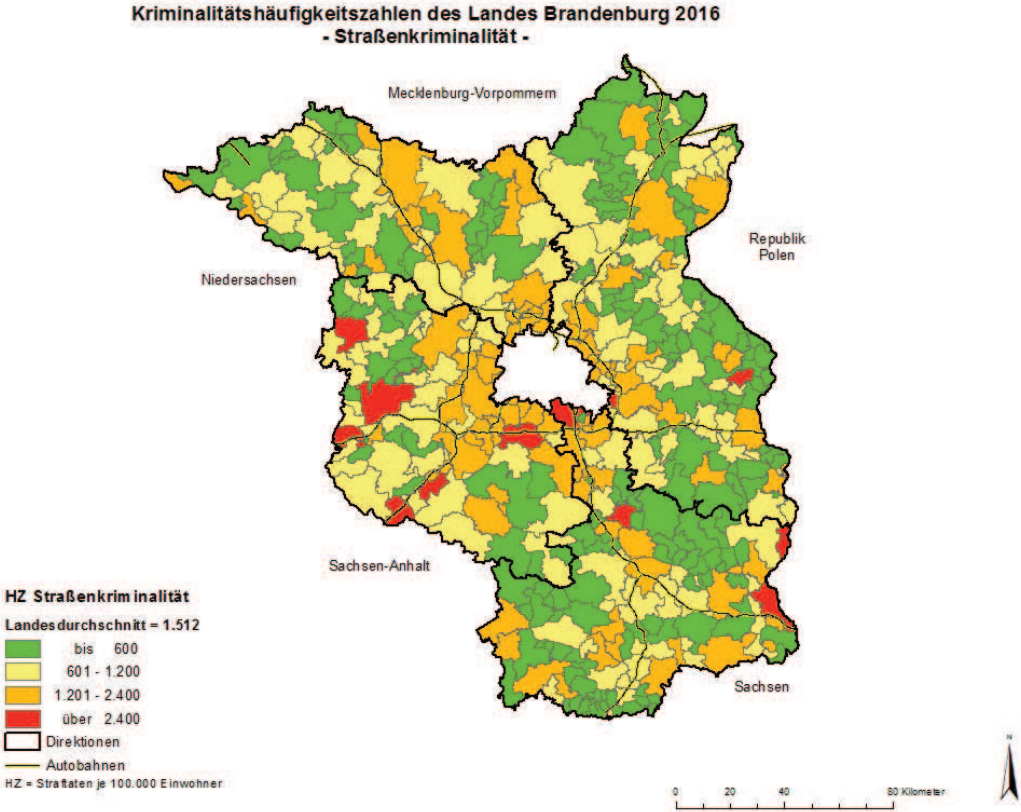 Kriminalitätshäufigkeitszahlen des Landes Brandenburg 2016
- Straßenkriminalität -
Mecklenburg-Vorpommern
Republik
Polen
Niedersachsen
Sachsen-Anhalt
Sachsen
HZ Straßenkriminalität
Landesdurchschnitt = 1.512
bis 600
601 - 1.200
1.201 - 2.400
über 2.400
Direktionen
Autobahnen
HZ = Straftaten je 100.000 Einwohner
N
0 20 40 80 Kilometer